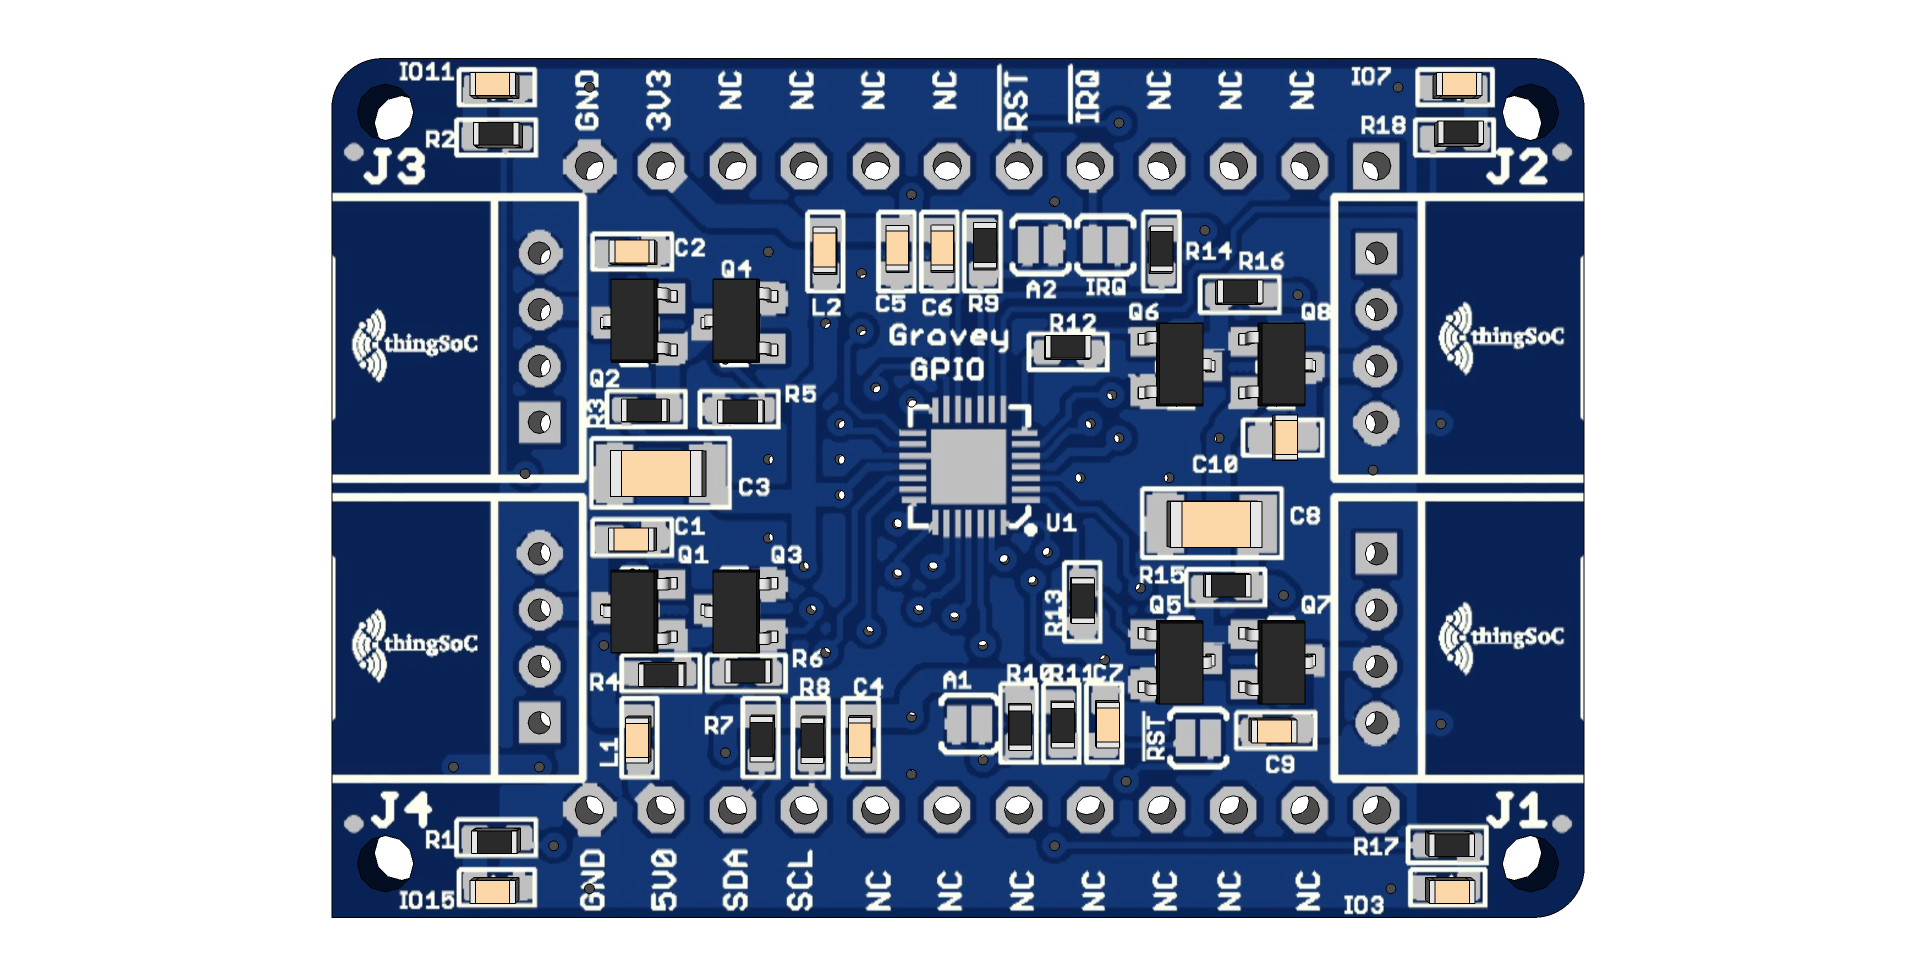 IO11
GND
3V3
NC
NC
NC
NC
RST
IRQ
NC
NC
NC
IO7
R2
R18
J3
J2
C2
Q4
L2
C5
C6
R9
A2
IRQ
R14
R16
Gravey
GPIO
R12
Q6
Q8
thingSoC
thingSoC
Q2
R3
R5
C3
C10
U1
C8
C1
Q1
Q3
R13
R15
Q5
Q7
thingSoC
thingSoC
R4
R6
L1
R7
R8
C4
A1
R10
R11
C7
RST
C9
J4
J1
R1
R17
IO15
GND
5V0
SDA
SCL
NC
NC
NC
NC
NC
NC
NC
IO3